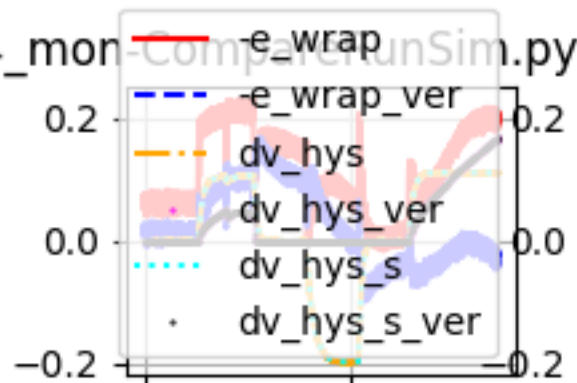 _mon-CompareRunSim.py
-e_wrap
-e_wrap_ver
0.2 0.2
dv_hys
dv_hys_ver
0.0 0.0
dv_hys_s
dv_hys_s_ver
−0.2 −0.2